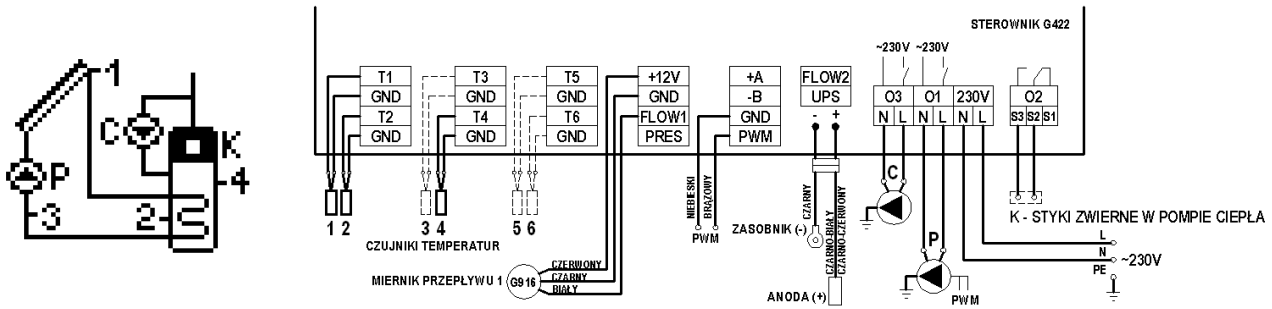 1
C
K
P
4
3
2
STEROWNIK G422
~230V ~230V
T1 T3 T5 +12V +A FLOW2
GND GND GND GND -B UPS O3 O1 230V O2
T2 T4 T6 FLOW1 GND - + N L N L N L S3 S2 S1
GND GND GND PRES PWM
NIEBIESKI
BRĄZOWY
PWM
CZARNY
CZARNO-BIAŁY
CZARNO-CZERWONY
C
1 2 3 4 5 6
CZUJNIKI TEMPERATUR
ZASOBNIK (-)
K - STYKI ZWIERNE W POMPIE CIEPŁA
P
L
N
~230V
PE
MIERNIK PRZEPŁYWU 1
G916
CZERWONY
CZARNY
BIAŁY
ANODA (+)
PWM